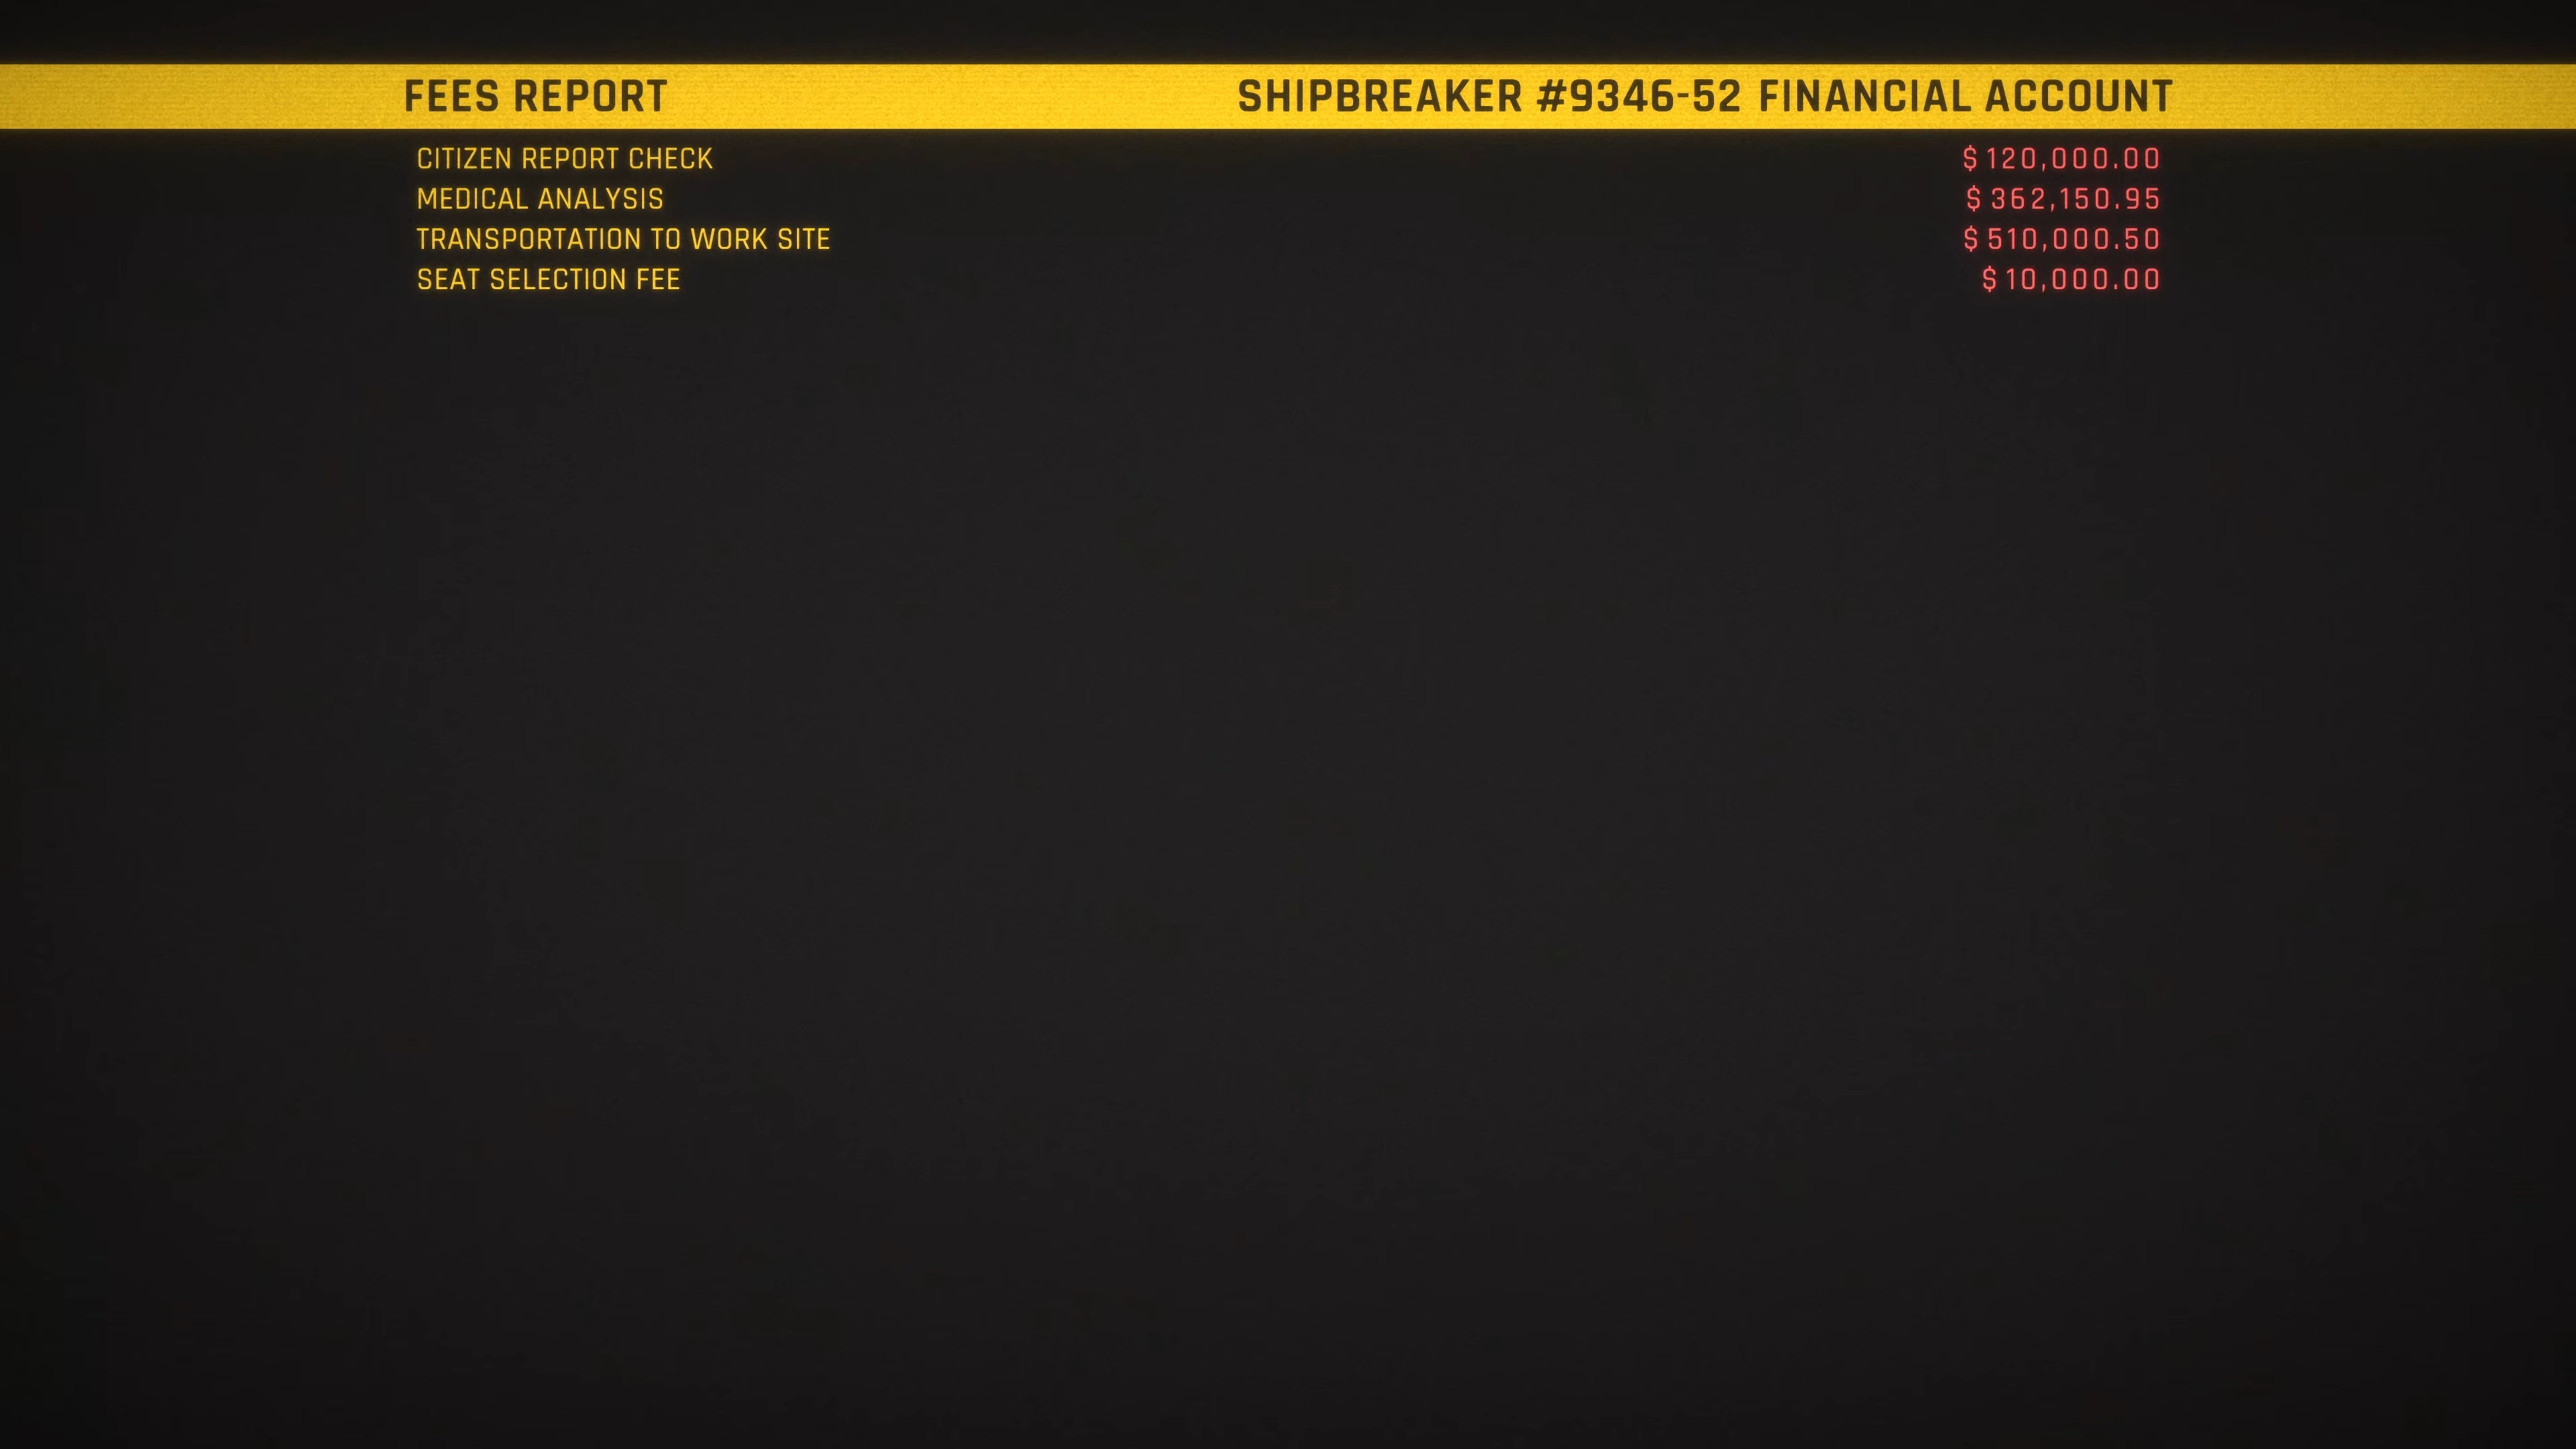 FEES REPORT SHIPBREAKER #9346-52 FINANCIAL ACCOUNT
CITIZEN REPORT CHECK $120,000.00
MEDICAL ANALYSIS $362,150.95
TRANSPORTATION TO WORK SITE $510,000.50
SEAT SELECTION FEE $10,000.00